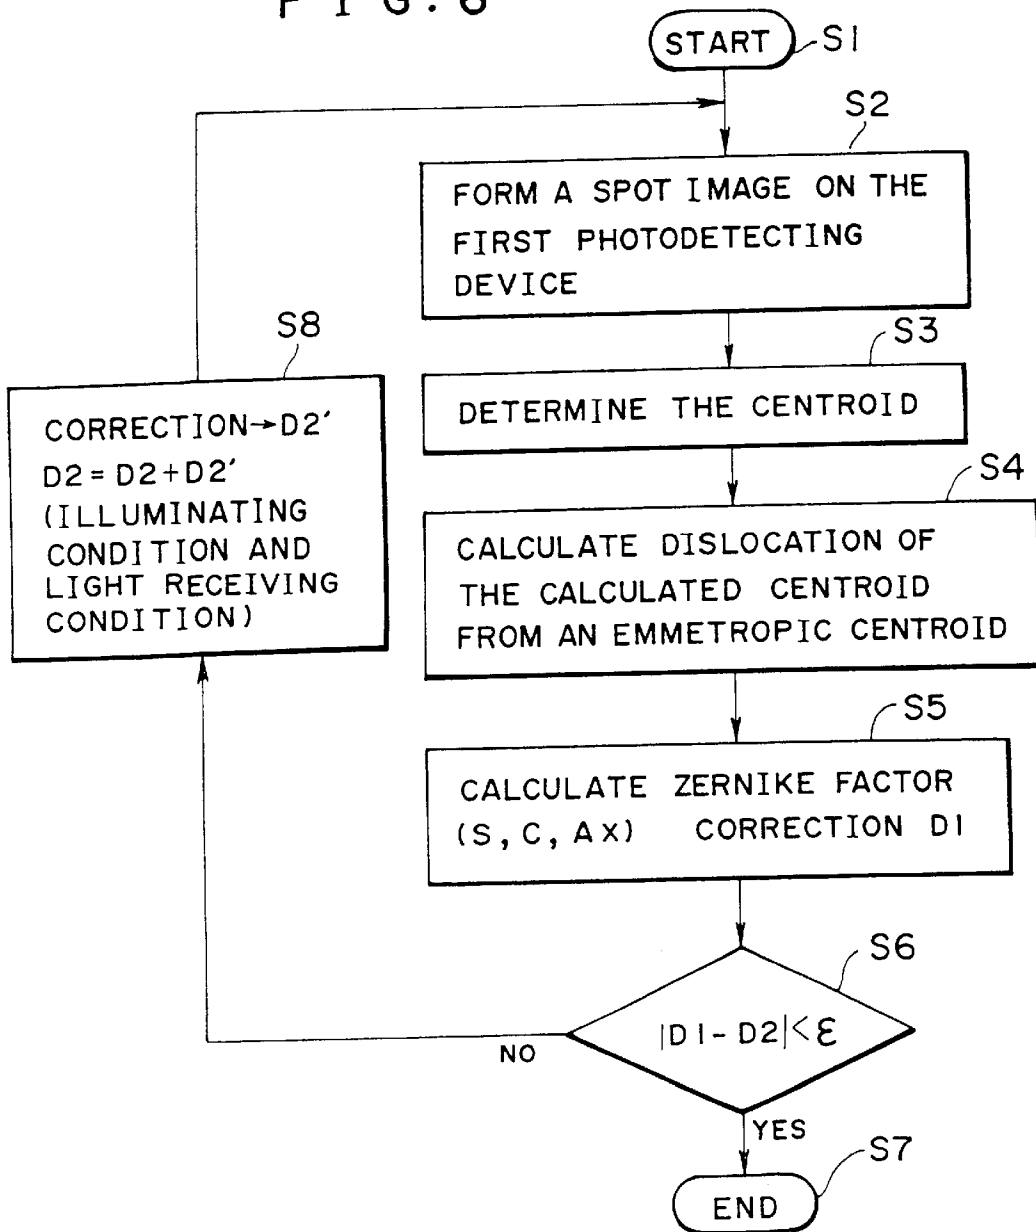 FIG. 6
START
S1
S2
FORM A SPOT IMAGE ON THE
FIRST PHOTODETECTING
DEVICE
S3
DETERMINE THE CENTROID
S4
CALCULATE DISLOCATION OF
THE CALCULATED CENTROID
FROM AN EMMETROPIC CENTROID
S5
CALCULATE ZERNIKE FACTOR
(S, C, Ax) CORRECTION D1
S6
|D1-D2|<ε
NO
YES
S7
END
S8
CORRECTION→D2′
D2=D2+D2′
(ILLUMINATING
CONDITION AND
LIGHT RECEIVING
CONDITION)